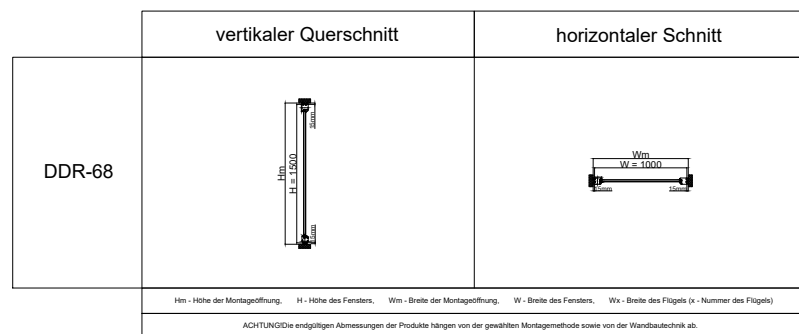 vertikaler Querschnitt
horizontaler Schnitt
DDR-68
Hm
H = 1500
15mm
15mm
Wm
W = 1000
15mm
15mm
Hm - Höhe der Montageöffnung, H - Höhe des Fensters, Wm - Breite der Montageöffnung, W - Breite des Fensters, Wx - Breite des Flügels (x - Nummer des Flügels)
ACHTUNG!Die endgültigen Abmessungen der Produkte hängen von der gewählten Montagemethode sowie von der Wandbautechnik ab.